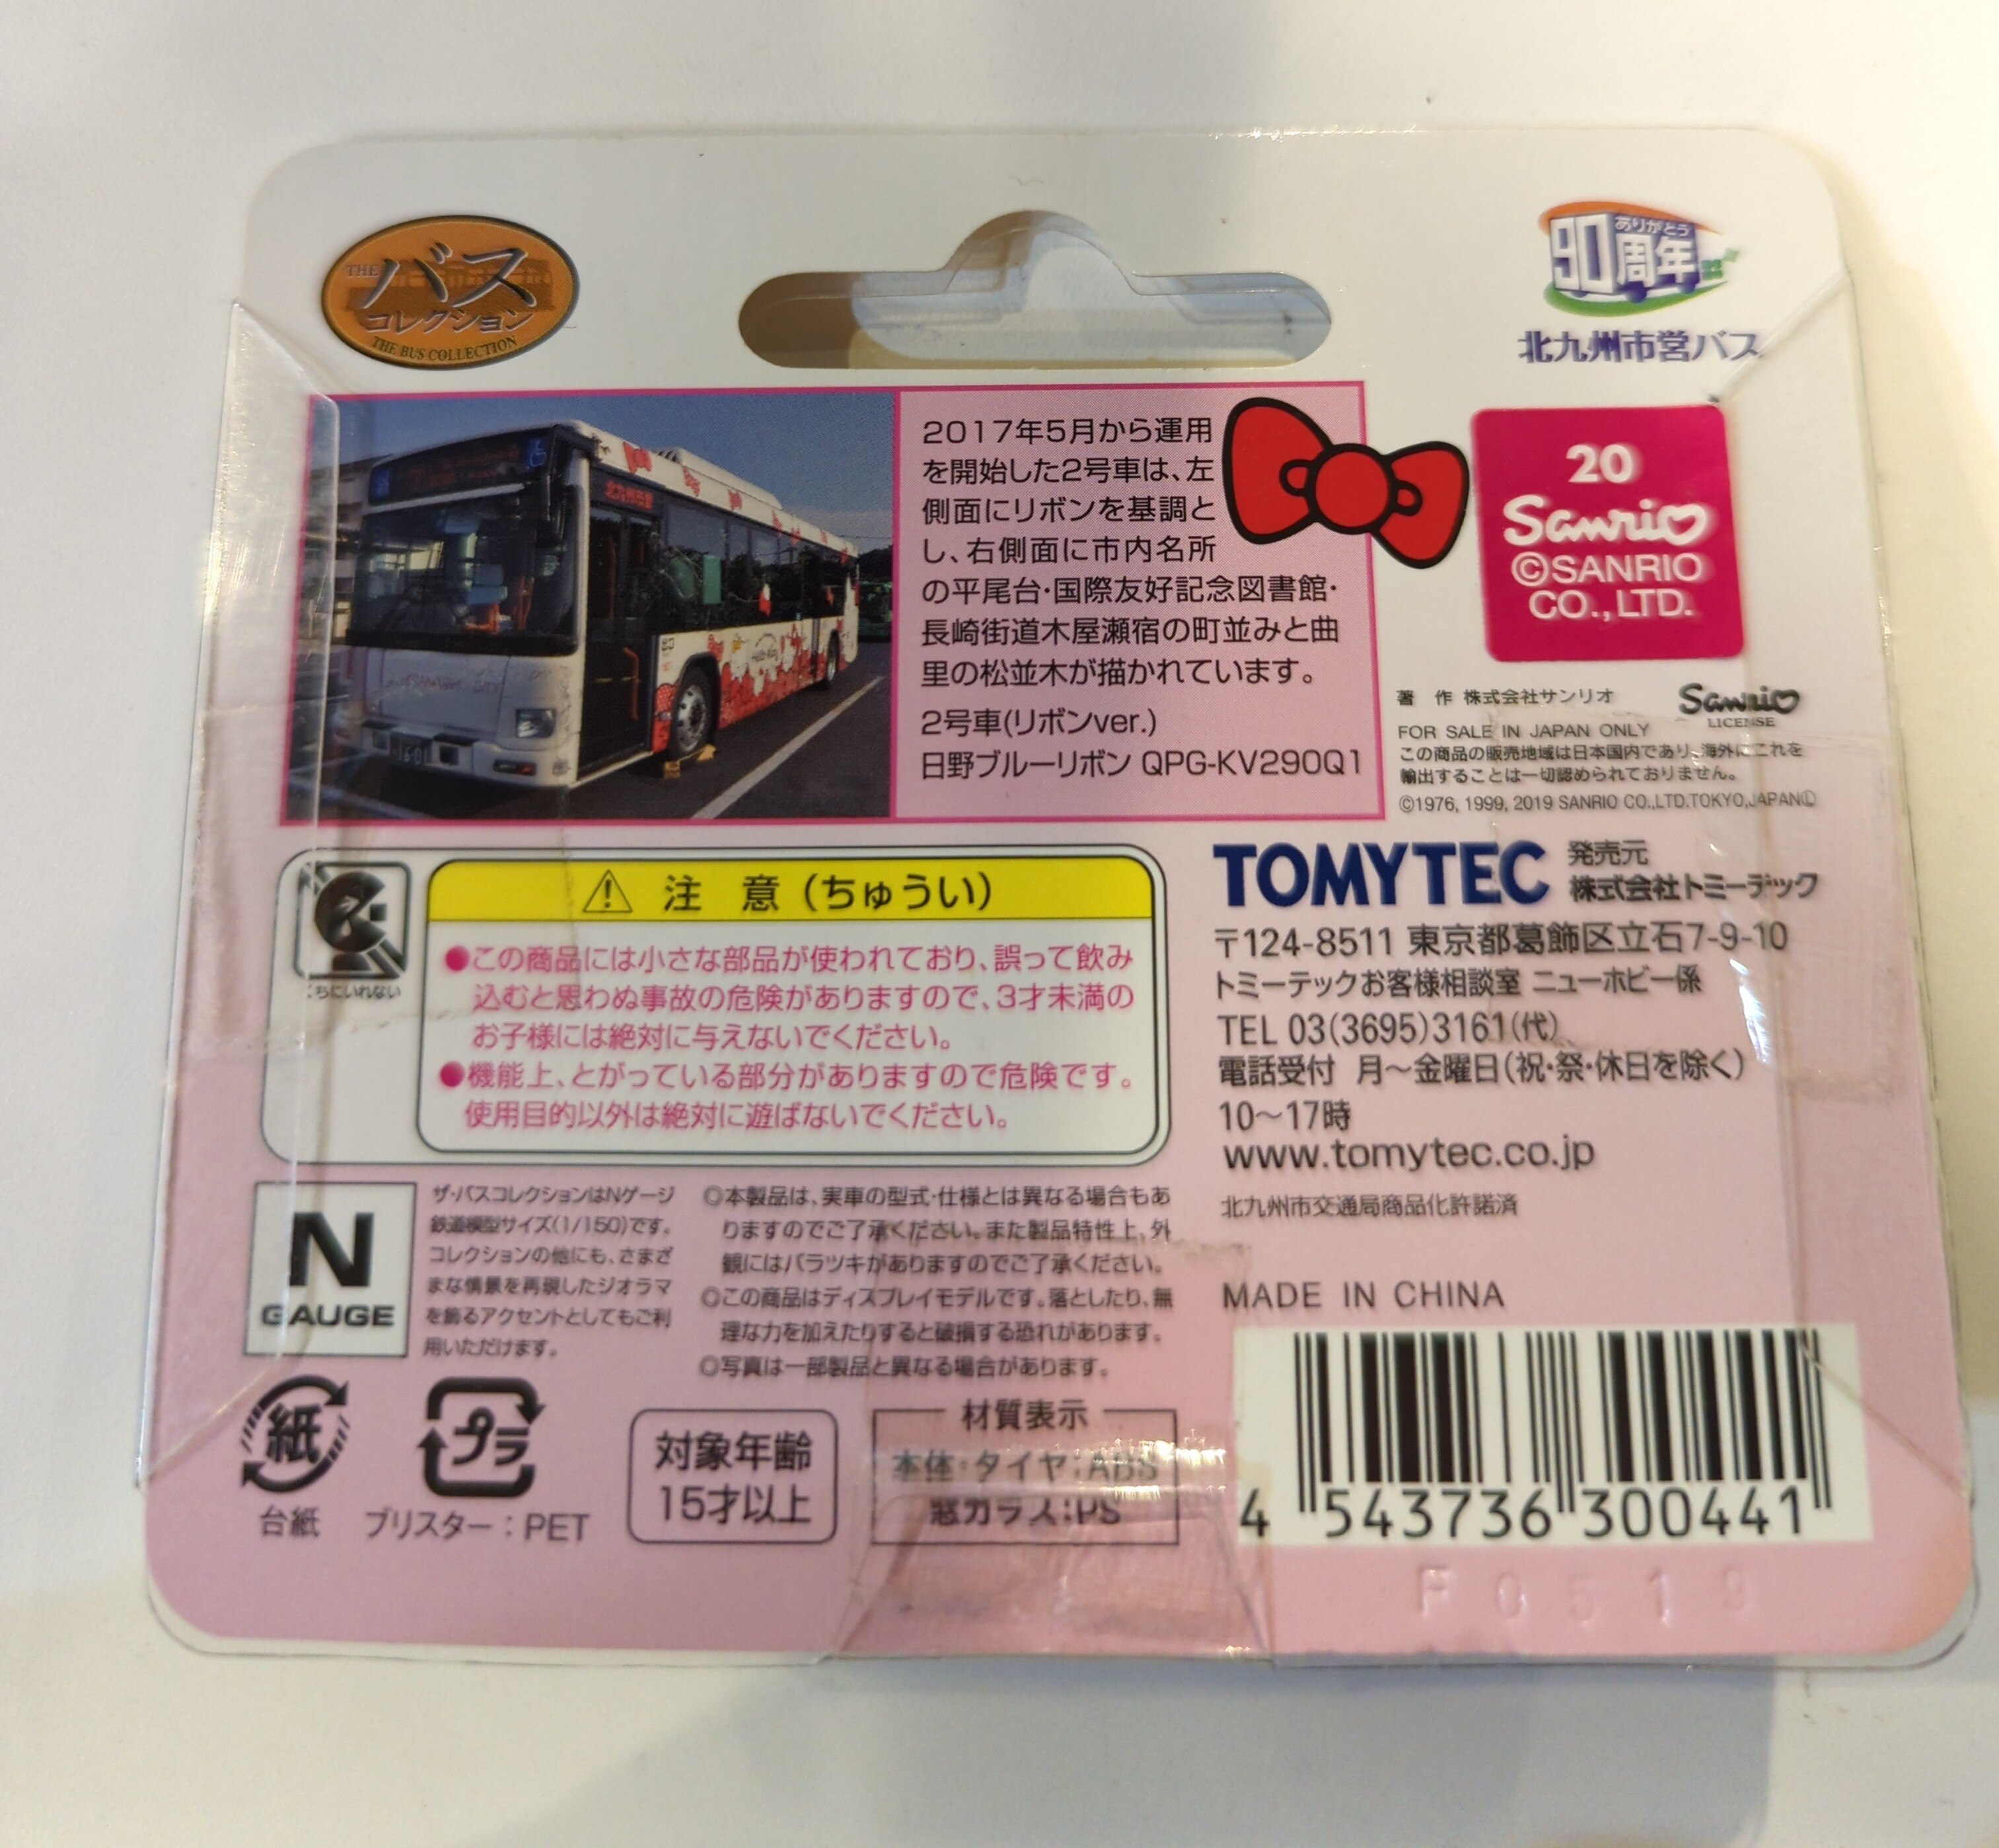 THE バス
コレクション
THE BUS COLLECTION
ありがとう
90周年
北九州市営バス
北九州市営
2017年5月から運用
を開始した2号車は、左
側面にリボンを基調と
し、右側面に市内名所
の平尾台・国際友好記念図書館・
長崎街道木屋瀬宿の町並みと曲
里の松並木が描かれています。
2号車(リボンver.)
日野ブルーリボン QPG-KV290Q1
20
Sanrio
©SANRIO
CO.,LTD.
著 作 株式会社サンリオ
Sanrio
LICENSE
FOR SALE IN JAPAN ONLY
この商品の販売地域は日本国内であり、海外にこれを
輸出することは一切認められておりません。
©1976, 1999, 2019 SANRIO CO.,LTD.TOKYO,JAPANⓁ
ちにいれない
⚠ 注 意(ちゅうい)
●この商品には小さな部品が使われており、誤って飲み
込むと思わぬ事故の危険がありますので、3才未満の
お子様には絶対に与えないでください。
●機能上、とがっている部分がありますので危険です。
使用目的以外は絶対に遊ばないでください。
TOMYTEC
発売元
株式会社トミーテック
〒124-8511 東京都葛飾区立石7-9-10
トミーテックお客様相談室 ニューホビー係
TEL 03(3695)3161(代)
電話受付 月〜金曜日(祝・祭・休日を除く)
10〜17時
www.tomytec.co.jp
北九州市交通局商品化許諾済
N
GAUGE
ザ・バスコレクションはNゲージ
鉄道模型サイズ(1/150)です。
コレクションの他にも、さまざ
まな情景を再現したジオラマ
を飾るアクセントとしてもご利
用いただけます。
◎本製品は、実車の型式・仕様とは異なる場合もあ
りますのでご了承ください。また製品特性上、外
観にはバラツキがありますのでご了承ください。
◎この商品はディスプレイモデルです。落としたり、無
理な力を加えたりすると破損する恐れがあります。
◎写真は一部製品と異なる場合があります。
紙
台紙
プラ
ブリスター：PET
対象年齢
15才以上
材質表示
本体・タイヤ：ABS
窓ガラス：PS
MADE IN CHINA
4 543736 300441
F0519